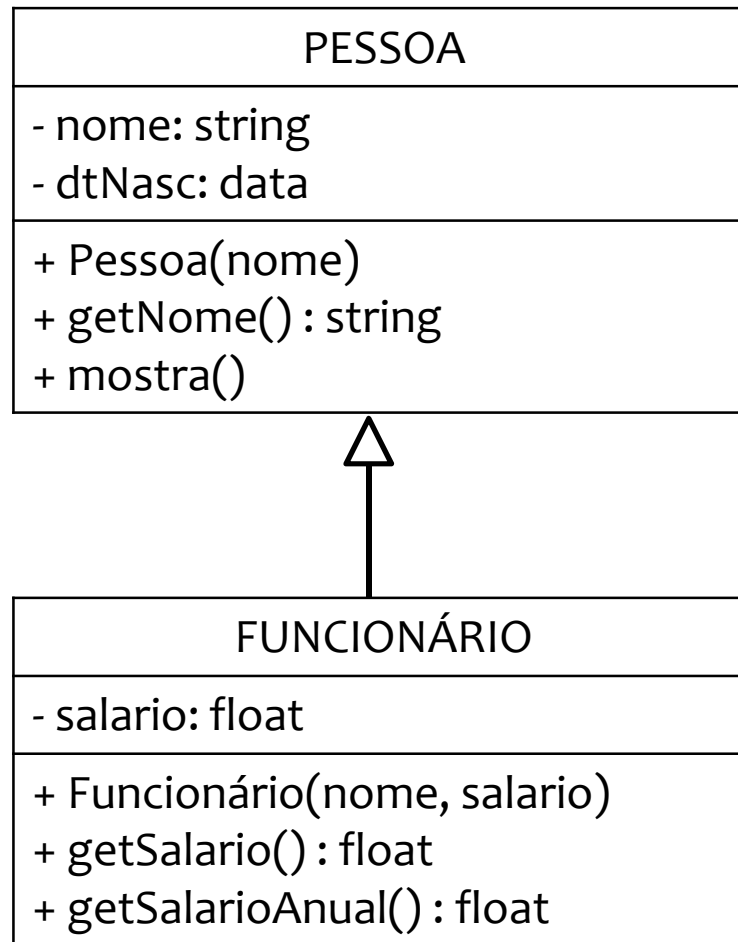 PESSOA
- nome: string
- dtNasc: data
+ Pessoa(nome)
+ getNome() : string
+ mostra()
FUNCIONÁRIO
- salario: float
+ Funcionário(nome, salario)
+ getSalario() : float
+ getSalarioAnual() : float